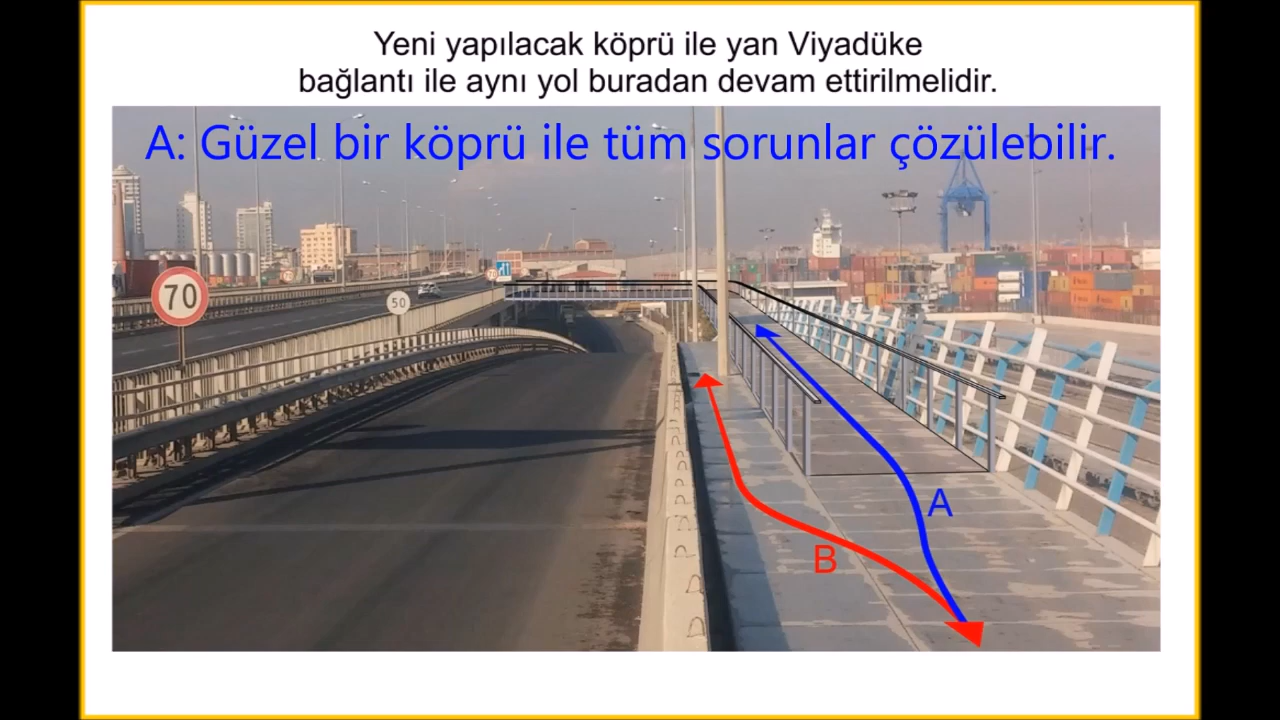 Yeni yapılacak köprü ile yan Viyadüke
bağlantı ile aynı yol buradan devam ettirilmelidir.
A: Güzel bir köprü ile tüm sorunlar çözülebilir.
70
50
70
A
B